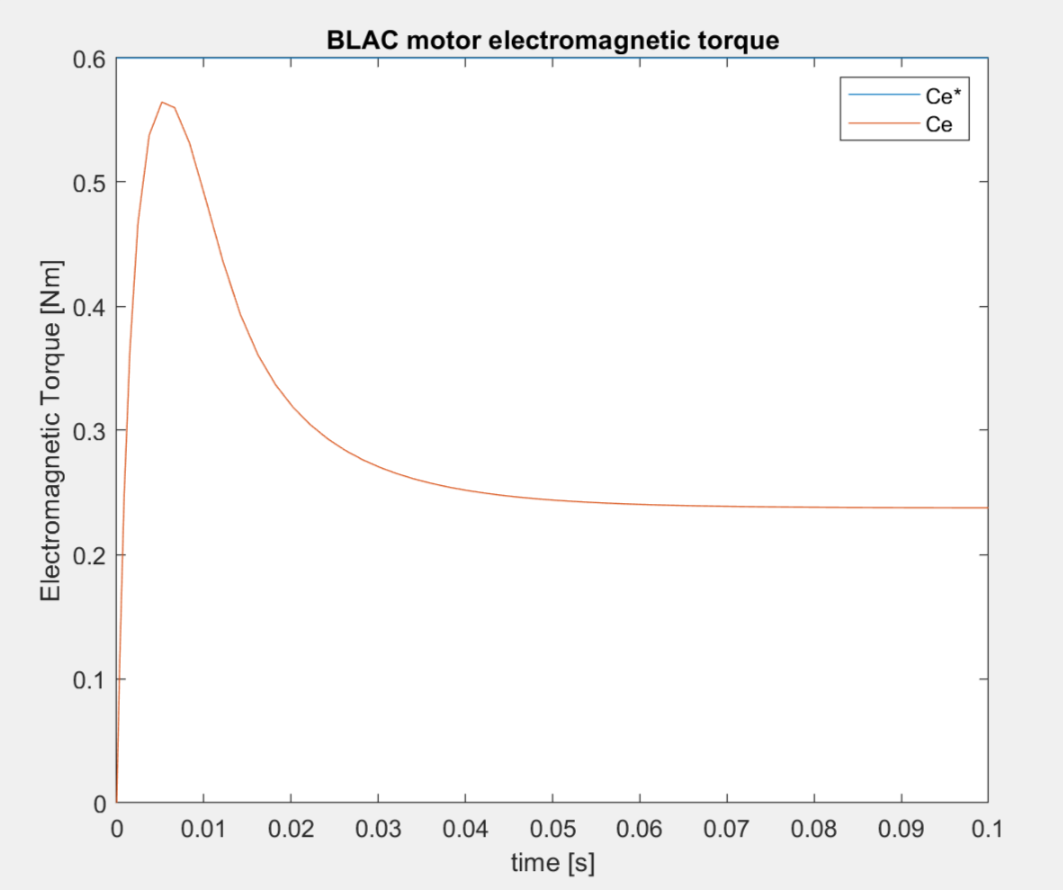 BLAC motor electromagnetic torque
Ce*
Ce
Electromagnetic Torque [Nm]
0.6
0.5
0.4
0.3
0.2
0.1
0
0 0.01 0.02 0.03 0.04 0.05 0.06 0.07 0.08 0.09 0.1
time [s]